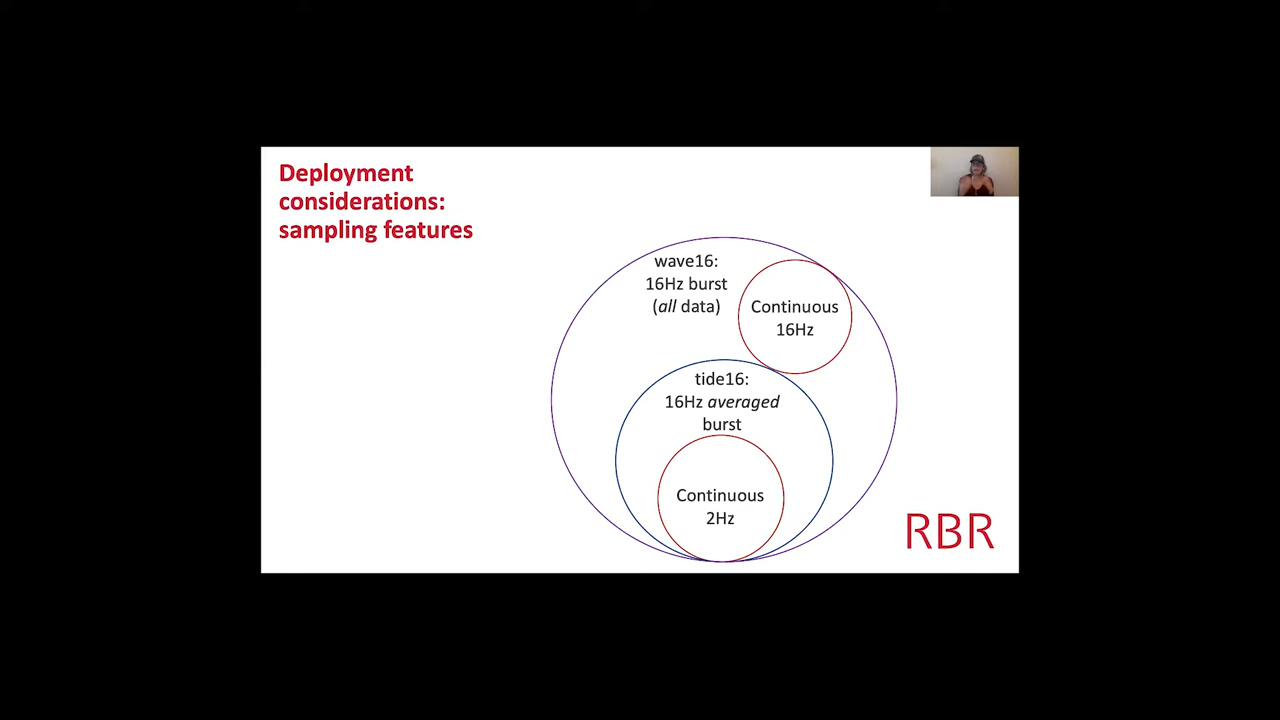 Deployment
considerations:
sampling features
wave16:
16Hz burst
(all data)
Continuous
16Hz
tide16:
16Hz averaged
burst
Continuous
2Hz
RBR